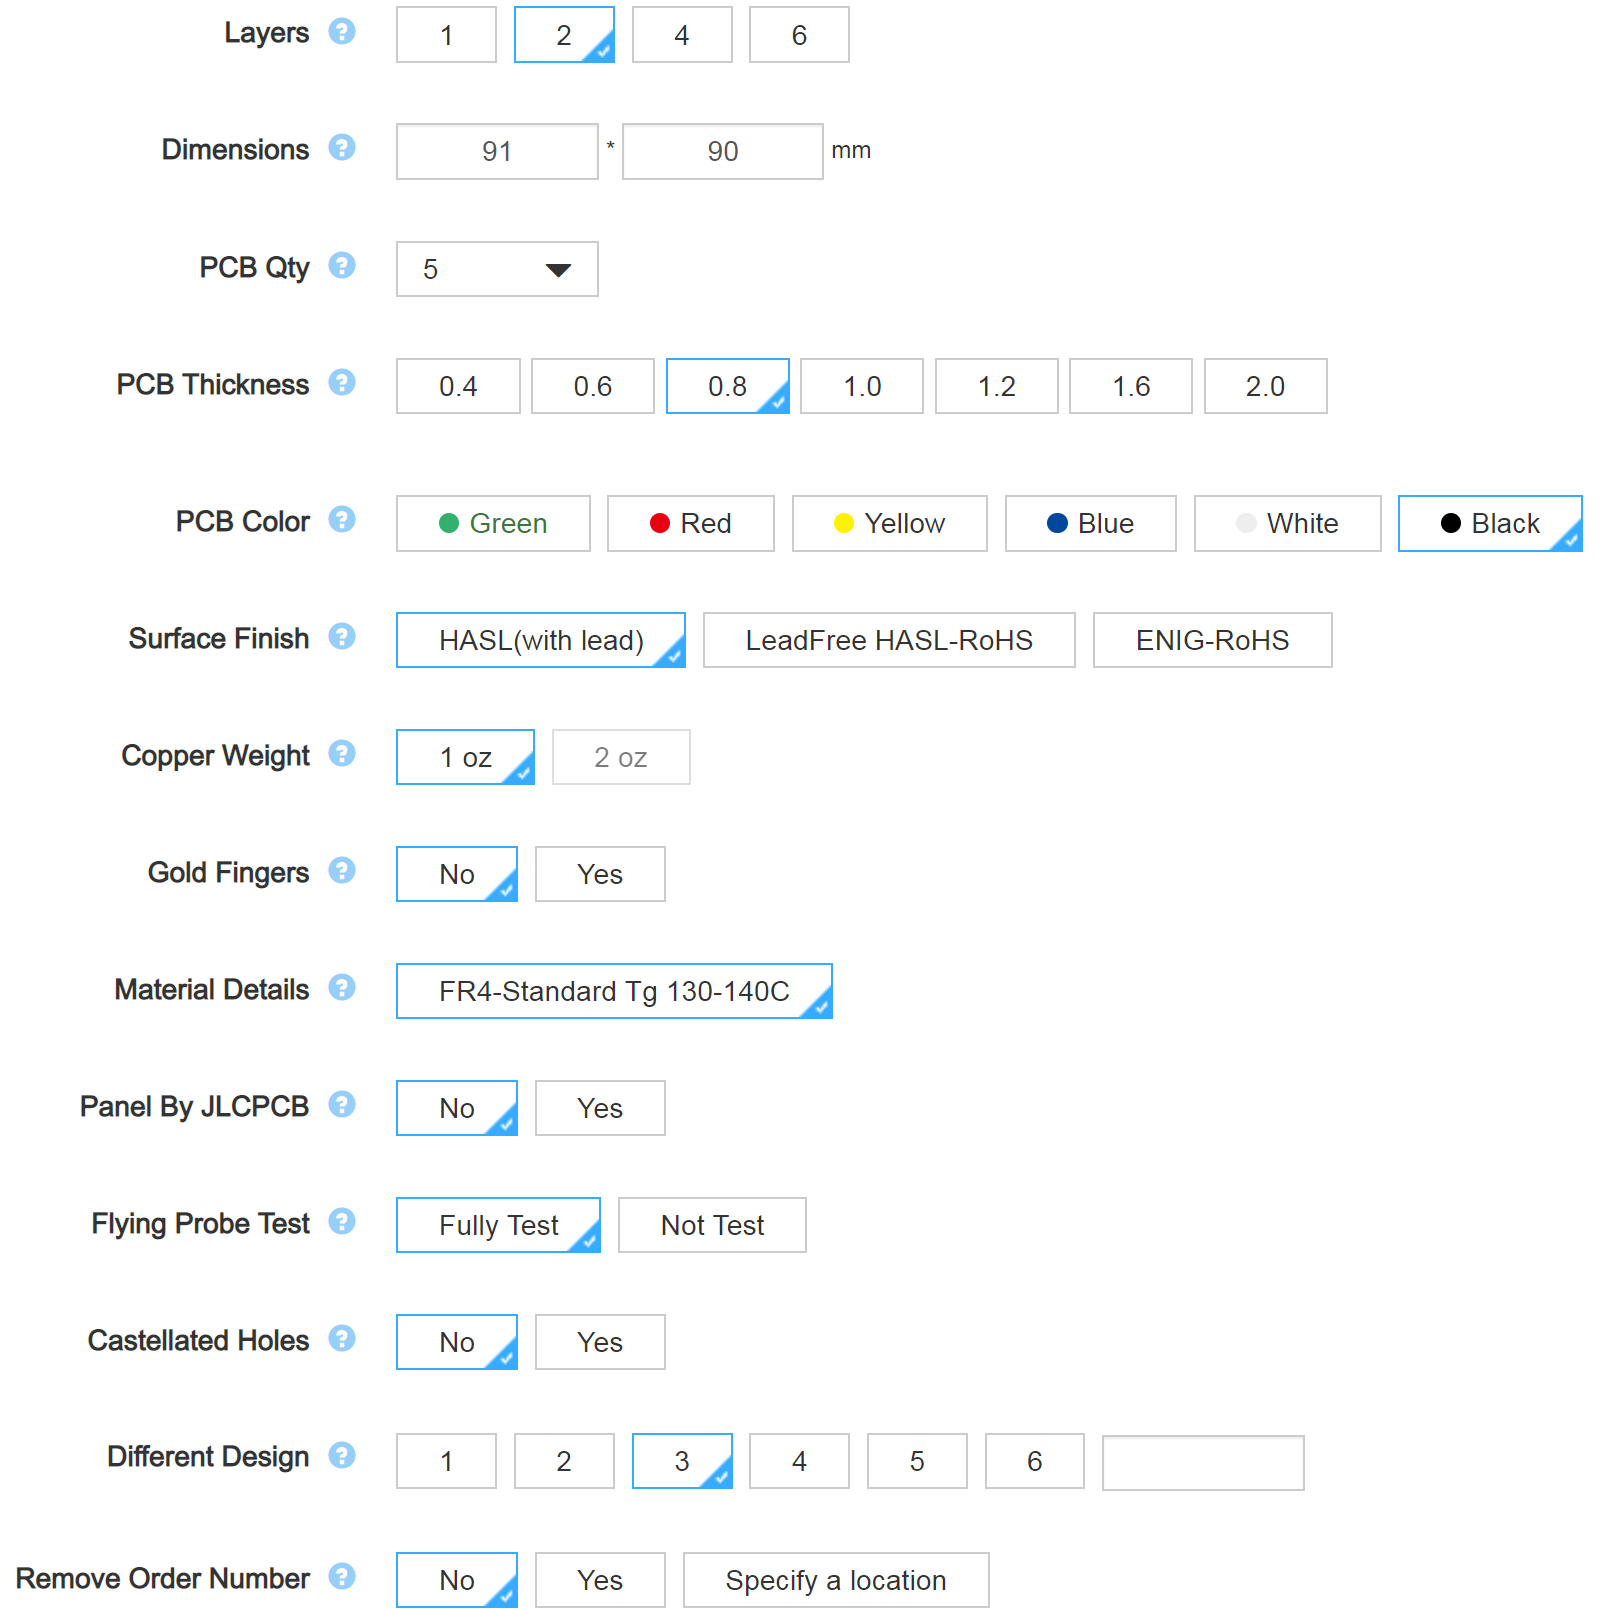 Layers ? 1 2 4 6
Dimensions ? 91 * 90 mm
PCB Qty ? 5
PCB Thickness ? 0.4 0.6 0.8 1.0 1.2 1.6 2.0
PCB Color ? Green Red Yellow Blue White Black
Surface Finish ? HASL(with lead) LeadFree HASL-RoHS ENIG-RoHS
Copper Weight ? 1 oz 2 oz
Gold Fingers ? No Yes
Material Details ? FR4-Standard Tg 130-140C
Panel By JLCPCB ? No Yes
Flying Probe Test ? Fully Test Not Test
Castellated Holes ? No Yes
Different Design ? 1 2 3 4 5 6
Remove Order Number ? No Yes Specify a location